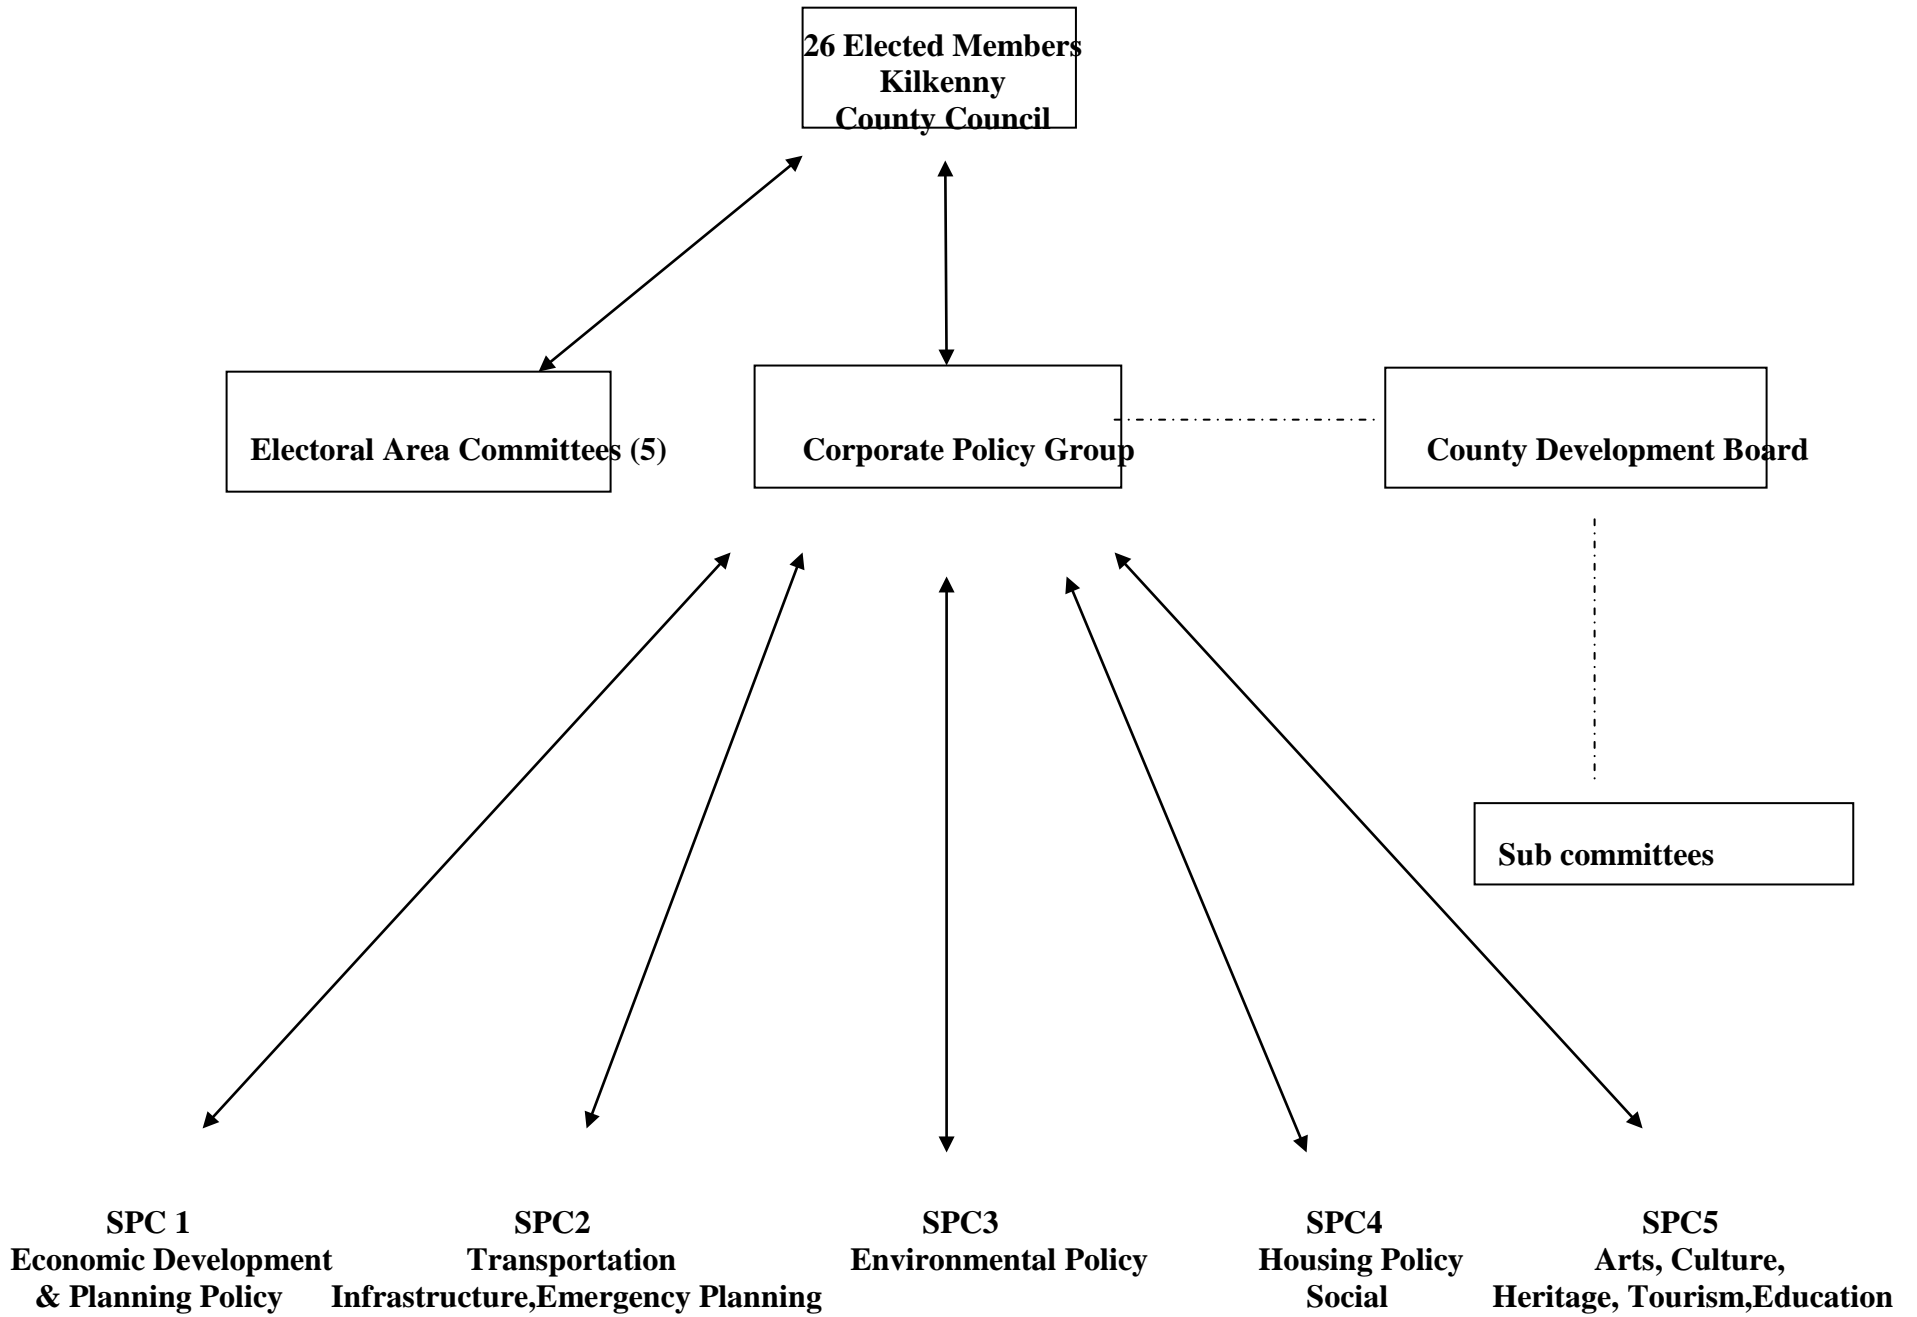 26 Elected Members
Kilkenny
County Council
Electoral Area Committees (5)
Corporate Policy Group
County Development Board
Sub committees
SPC 1
Economic Development
& Planning Policy
SPC2
Transportation
Infrastructure,Emergency Planning
SPC3
Environmental Policy
SPC4
Housing Policy
Social
SPC5
Arts, Culture,
Heritage, Tourism,Education